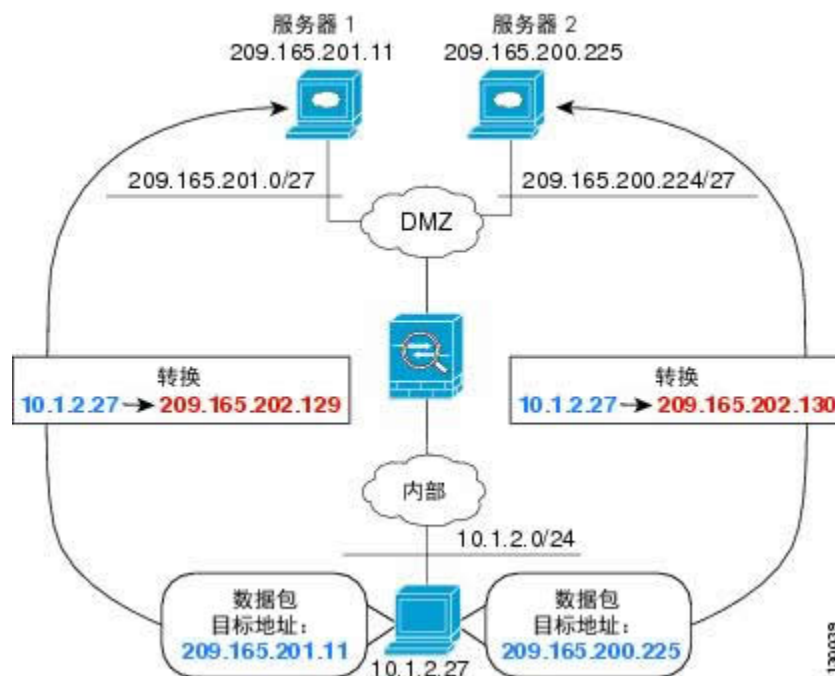 服务器 1
209.165.201.11
服务器 2
209.165.200.225
209.165.201.0/27
209.165.200.224/27
DMZ
转换
10.1.2.27 209.165.202.129
转换
10.1.2.27 209.165.202.130
内部
10.1.2.0/24
数据包
目标地址：
209.165.201.11
数据包
目标地址：
209.165.200.225
10.1.2.27
130039